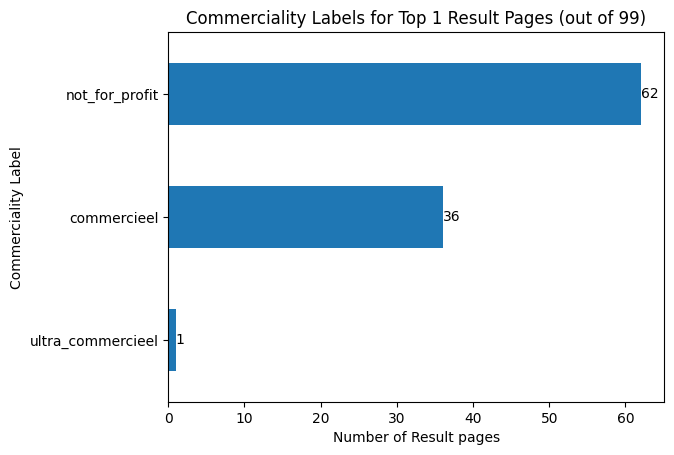 Commerciality Labels for Top 1 Result Pages (out of 99)
Commerciality Label
not_for_profit
62
commercieel
36
ultra_commercieel
1
0 10 20 30 40 50 60
Number of Result pages